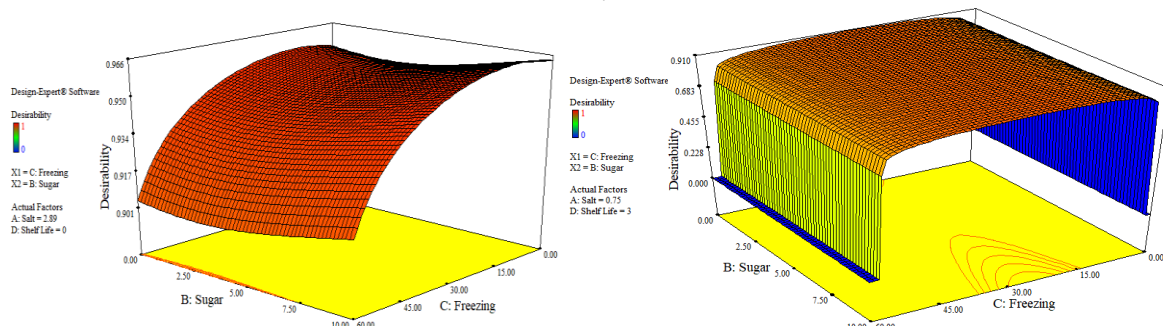 Design-Expert® Software
Desirability
1
0
X1 = C: Freezing
X2 = B: Sugar
Actual Factors
A: Salt = 2.89
D: Shelf Life = 0
Desirability
0.966
0.950
0.934
0.917
0.901
0.00
2.50
5.00
7.50
10.00
B: Sugar
60.00
45.00
30.00
15.00
0.00
C: Freezing
Design-Expert® Software
Desirability
1
0
X1 = C: Freezing
X2 = B: Sugar
Actual Factors
A: Salt = 0.75
D: Shelf Life = 3
Desirability
0.910
0.683
0.455
0.228
0.000
0.00
2.50
5.00
7.50
10.00
B: Sugar
60.00
45.00
30.00
15.00
0.00
C: Freezing